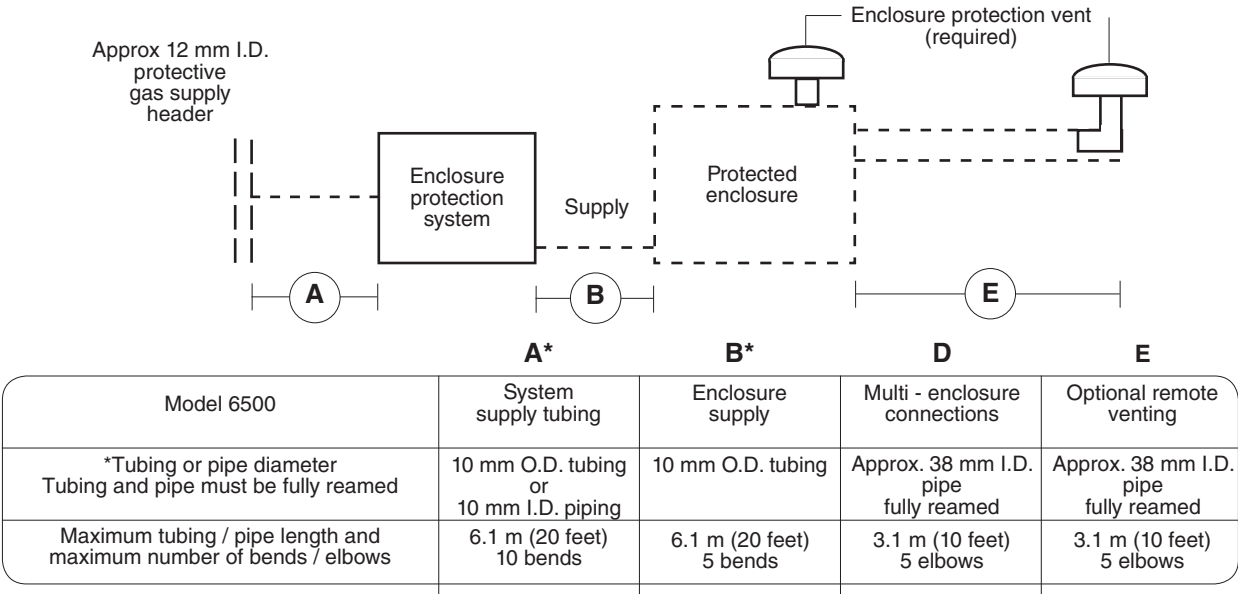 Enclosure protection vent
(required)
Approx 12 mm I.D.
protective
gas supply
header
Enclosure
protection
system
Supply
Protected
enclosure
A
B
E
A*
B*
D
E
Model 6500
System
supply tubing
Enclosure
supply
Multi - enclosure
connections
Optional remote
venting
*Tubing or pipe diameter
Tubing and pipe must be fully reamed
10 mm O.D. tubing
or
10 mm I.D. piping
10 mm O.D. tubing
Approx. 38 mm I.D.
pipe
fully reamed
Approx. 38 mm I.D.
pipe
fully reamed
Maximum tubing / pipe length and
maximum number of bends / elbows
6.1 m (20 feet)
10 bends
6.1 m (20 feet)
5 bends
3.1 m (10 feet)
5 elbows
3.1 m (10 feet)
5 elbows